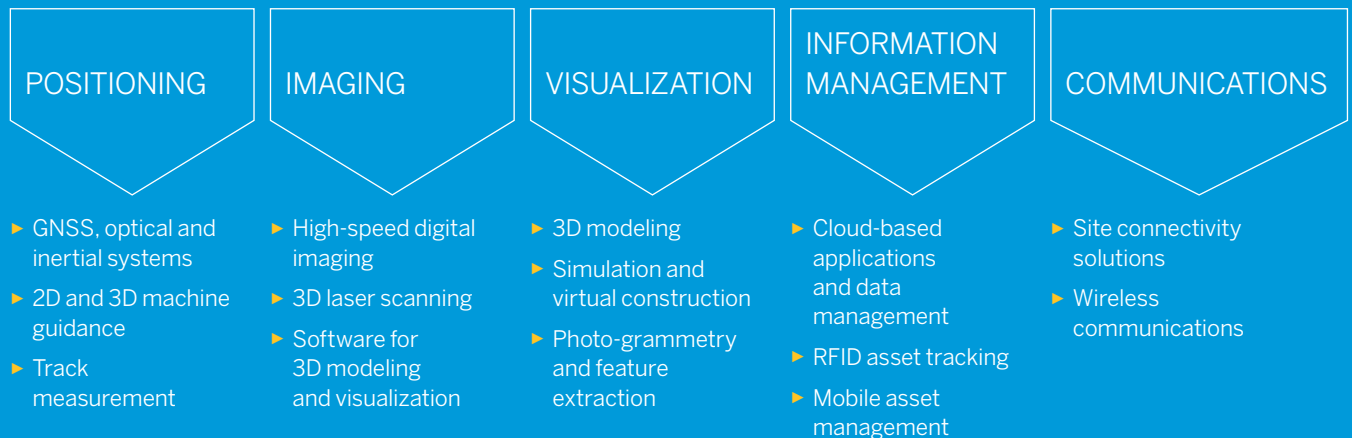 POSITIONING
GNSS, optical and
inertial systems
2D and 3D machine
guidance
Track
measurement
IMAGING
High-speed digital
imaging
3D laser scanning
Software for
3D modeling
and visualization
VISUALIZATION
3D modeling
Simulation and
virtual construction
Photo-grammetry
and feature
extraction
INFORMATION
MANAGEMENT
Cloud-based
applications
and data
management
RFID asset tracking
Mobile asset
management
COMMUNICATIONS
Site connectivity
solutions
Wireless
communications